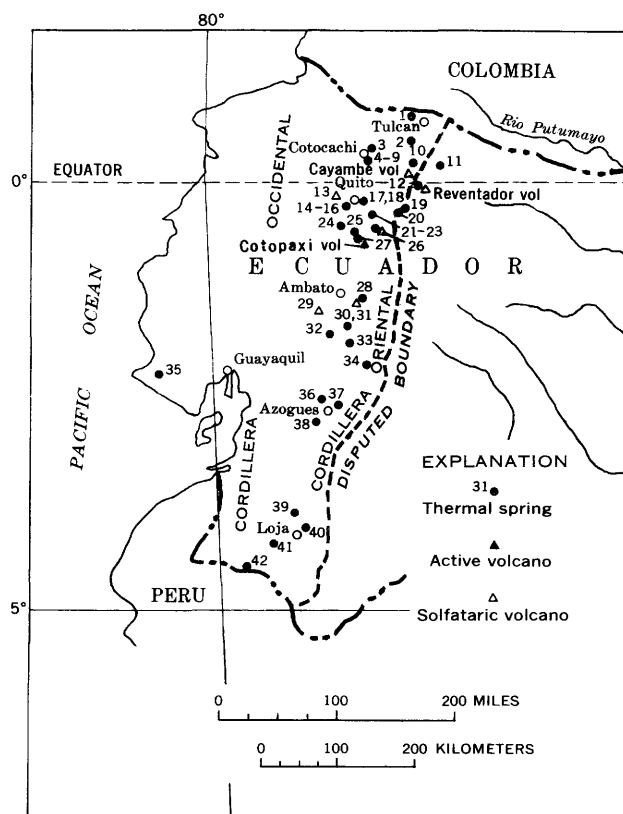 80°
COLOMBIA
Rio Putumayo
1
Tulcan
2
3
Cotocachi
4-9
10
11
Cayambe vol
EQUATOR
0°
Quito
12
13
Reventador vol
14-16
17,18
19
20
OCCIDENTAL
24
25
21-23
26
Cotopaxi vol
27
ECUADOR
Ambato
28
29
30,31
32
33
34
ORIENTAL
BOUNDARY
PACIFIC OCEAN
35
Guayaquil
36
37
Azogues
38
CORDILLERA
DISPUTED
CORDILLERA
39
Loja
40
41
42
PERU
5°
EXPLANATION
31
Thermal spring
Active volcano
Solfataric volcano
0 100 200 MILES
0 100 200 KILOMETERS